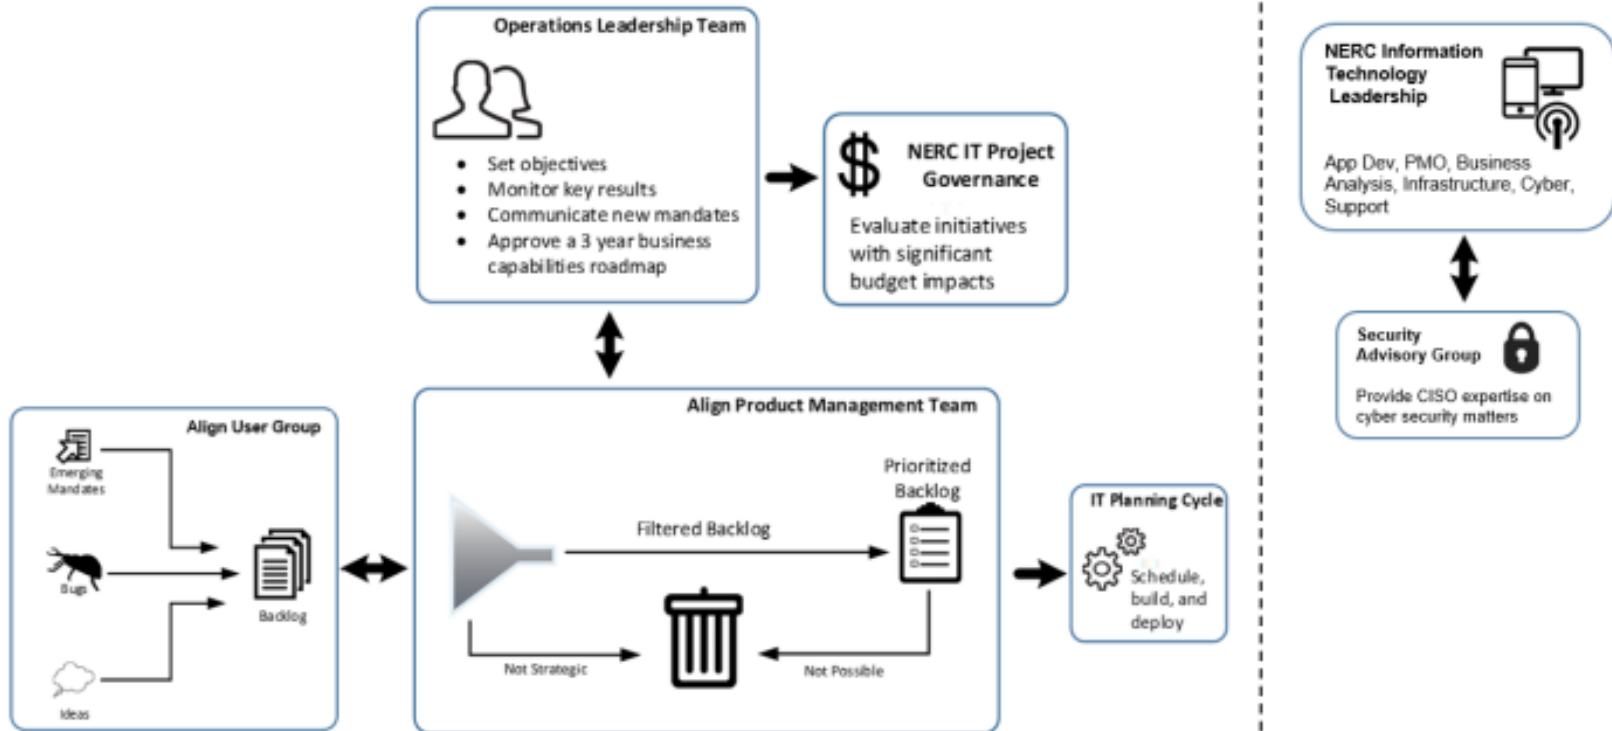 Operations Leadership Team
• Set objectives
• Monitor key results
• Communicate new mandates
• Approve a 3 year business
capabilities roadmap
$ NERC IT Project
Governance
Evaluate initiatives
with significant
budget impacts
NERC Information
Technology
Leadership
App Dev, PMO, Business
Analysis, Infrastructure, Cyber,
Support
Security
Advisory Group
Provide CISO expertise on
cyber security matters
Align User Group
Emerging
Mandates
Bugs
Ideas
Backlog
Align Product Management Team
Filtered Backlog
Prioritized
Backlog
Not Strategic
Not Possible
IT Planning Cycle
Schedule,
build, and
deploy